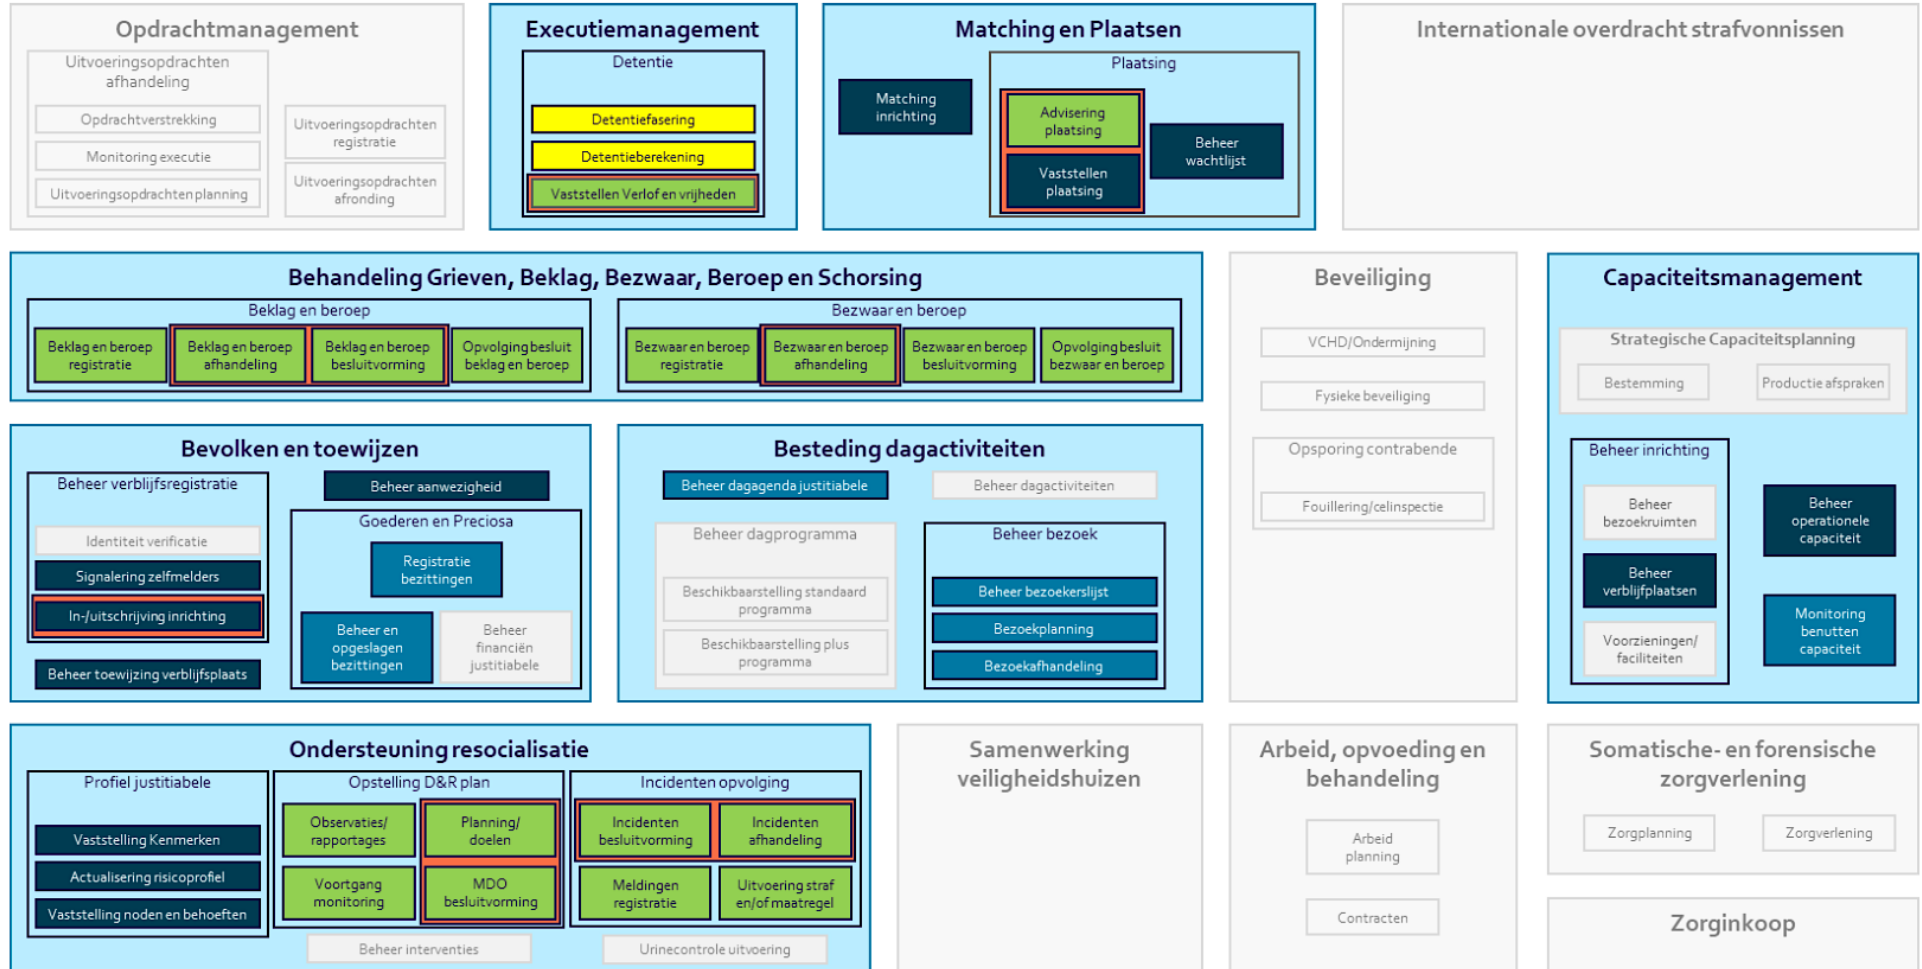 Opdrachtmanagement
Uitvoeringsopdrachten
afhandeling
Opdrachtverstrekking
Monitoring executie
Uitvoeringsopdrachten planning
Uitvoeringsopdrachten
registratie
Uitvoeringsopdrachten
afronding
Executiemanagement
Detentie
Detentiefasering
Detentieberekening
Vaststellen Verlof en vrijheden
Matching en Plaatsen
Matching
inrichting
Plaatsing
Advisering
plaatsing
Vaststellen
plaatsing
Beheer
wachtlijst
Internationale overdracht strafvonnissen
Behandeling Grieven, Beklag, Bezwaar, Beroep en Schorsing
Beklag en beroep
Beklag en beroep
registratie
Beklag en beroep
afhandeling
Beklag en beroep
besluitvorming
Opvolging besluit
beklag en beroep
Bezwaar en beroep
Bezwaar en beroep
registratie
Bezwaar en beroep
afhandeling
Bezwaar en beroep
besluitvorming
Opvolging besluit
bezwaar en beroep
Beveiliging
VCHD/Ondermijning
Fysieke beveiliging
Opsporing contrabende
Fouillering/celinspectie
Capaciteitsmanagement
Strategische Capaciteitsplanning
Bestemming
Productie afspraken
Beheer inrichting
Beheer
bezoekruimten
Beheer
verblijfplaatsen
Voorzieningen/
faciliteiten
Beheer
operationele
capaciteit
Monitoring
benutten
capaciteit
Bevolken en toewijzen
Beheer verblijfsregistratie
Identiteit verificatie
Signalering zelfmelders
In-/uitschrijving inrichting
Beheer toewijzing verblijfsplaats
Beheer aanwezigheid
Goederen en Preciosa
Registratie
bezittingen
Beheer en
opgeslagen
bezittingen
Beheer
financiën
justitiabele
Besteding dagactiviteiten
Beheer dagagenda justitiabele
Beheer dagactiviteiten
Beheer dagprogramma
Beschikbaarstelling standaard
programma
Beschikbaarstelling plus
programma
Beheer bezoek
Beheer bezoekerslijst
Bezoekplanning
Bezoekafhandeling
Ondersteuning resocialisatie
Profiel justitiabele
Vaststelling Kenmerken
Actualisering risicoprofiel
Vaststelling noden en behoeften
Opstelling D&R plan
Observaties/
rapportages
Planning/
doelen
Voortgang
monitoring
MDO
besluitvorming
Beheer interventies
Incidenten opvolging
Incidenten
besluitvorming
Incidenten
afhandeling
Meldingen
registratie
Uitvoering straf
en/of maatregel
Urinecontrole uitvoering
Samenwerking
veiligheidshuizen
Arbeid, opvoeding en
behandeling
Arbeid
planning
Contracten
Somatische- en forensische
zorgverlening
Zorgplanning
Zorgverlening
Zorginkoop